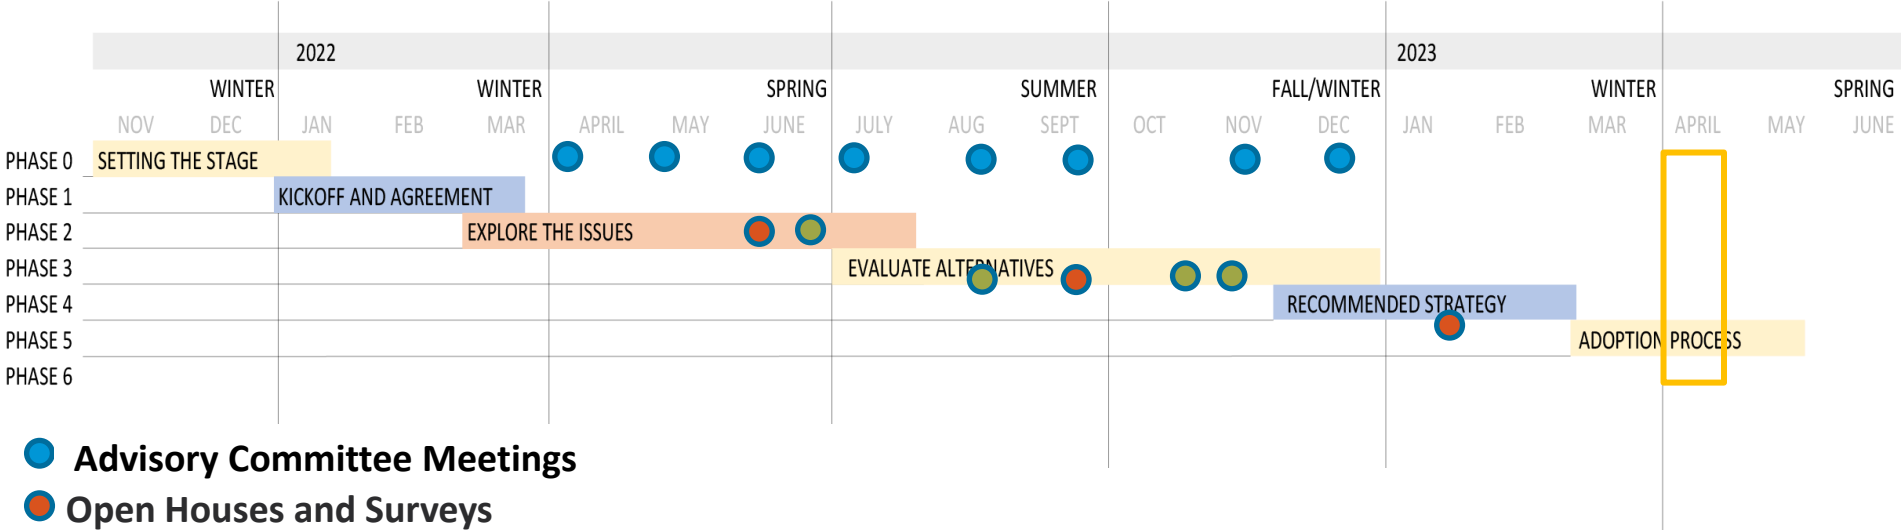 2022 2023
WINTER WINTER SPRING SUMMER FALL/WINTER WINTER SPRING
NOV DEC JAN FEB MAR APRIL MAY JUNE JULY AUG SEPT OCT NOV DEC JAN FEB MAR APRIL MAY JUNE
PHASE 0 SETTING THE STAGE
PHASE 1 KICKOFF AND AGREEMENT
PHASE 2 EXPLORE THE ISSUES
PHASE 3 EVALUATE ALTERNATIVES
PHASE 4 RECOMMENDED STRATEGY
PHASE 5 ADOPTION PROCESS
PHASE 6
Advisory Committee Meetings
Open Houses and Surveys